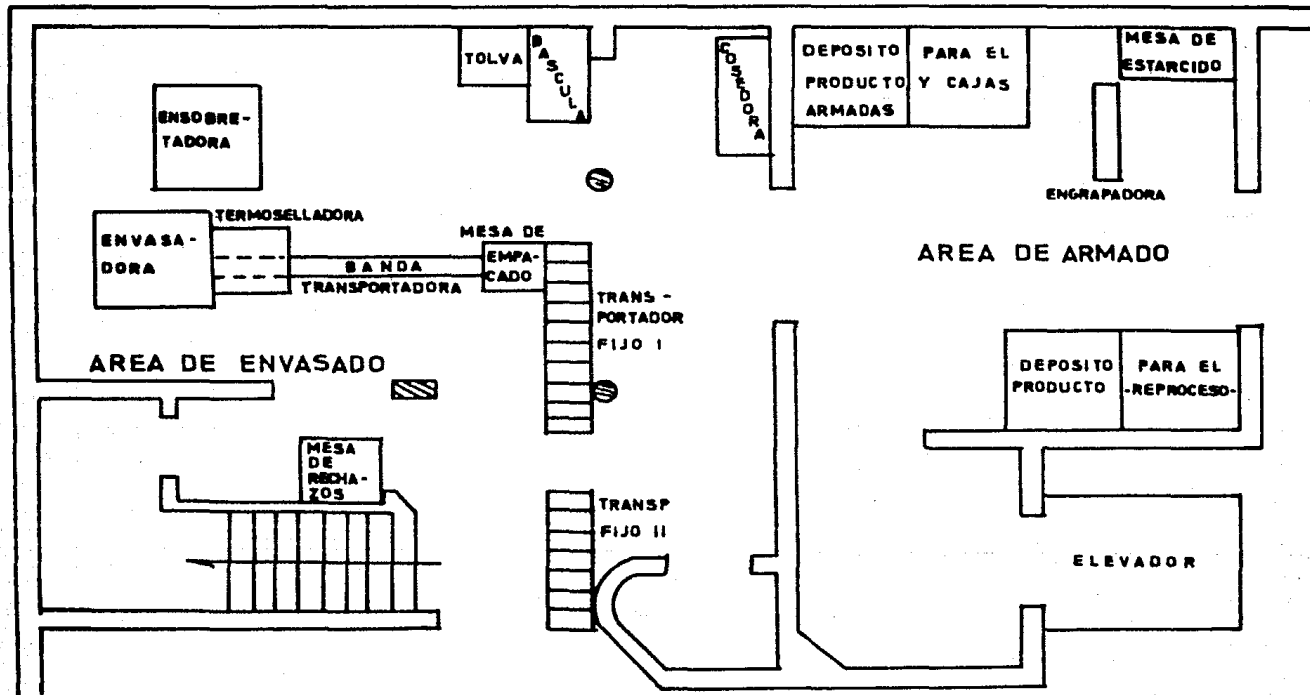 TOLVA
BASCULA
COSEDORA
DEPOSITO PARA EL
PRODUCTO Y CAJAS
ARMADAS
MESA DE
ESTARCIDO
ENSOBRE-
TADORA
ENGRAPADORA
TERMOSELLADORA
ENVASA-
DORA
BANDA
TRANSPORTADORA
MESA DE
EMPA-
CADO
AREA DE ARMADO
TRANS-
PORTADOR
FIJO I
AREA DE ENVASADO
DEPOSITO PARA EL
PRODUCTO -REPROCESO-
MESA
DE
RECHA-
ZOS
TRANSP
FIJO II
ELEVADOR